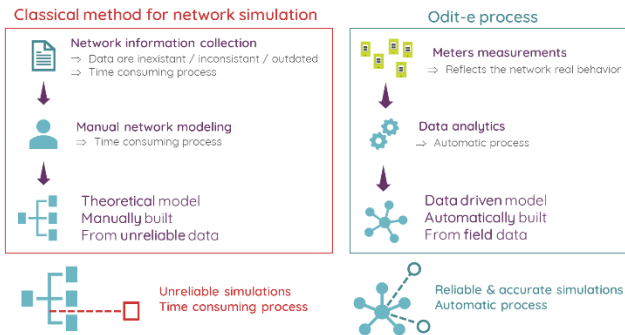 Classical method for network simulation
Network information collection
⇒ Data are inexistant / inconsistant / outdated
⇒ Time consuming process
Manual network modeling
⇒ Time consuming process
Theoretical model
Manually built
From unreliable data
Unreliable simulations
Time consuming process
Odit-e process
Meters measurements
⇒ Reflects the network real behavior
Data analytics
⇒ Automatic process
Data driven model
Automatically built
From field data
Reliable & accurate simulations
Automatic process